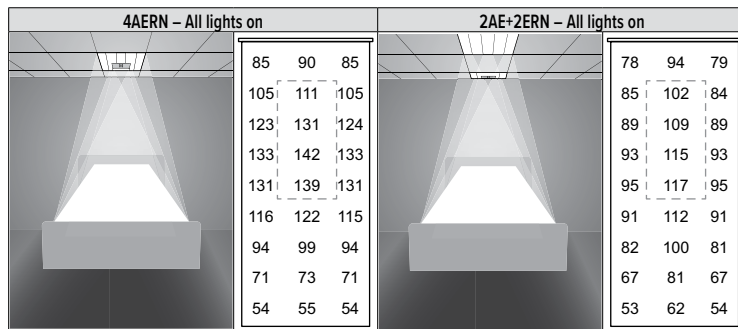 4AERN – All lights on
85 90 85
105 111 105
123 131 124
133 142 133
131 139 131
116 122 115
94 99 94
71 73 71
54 55 54
2AE+2ERN – All lights on
78 94 79
85 102 84
89 109 89
93 115 93
95 117 95
91 112 91
82 100 81
67 81 67
53 62 54